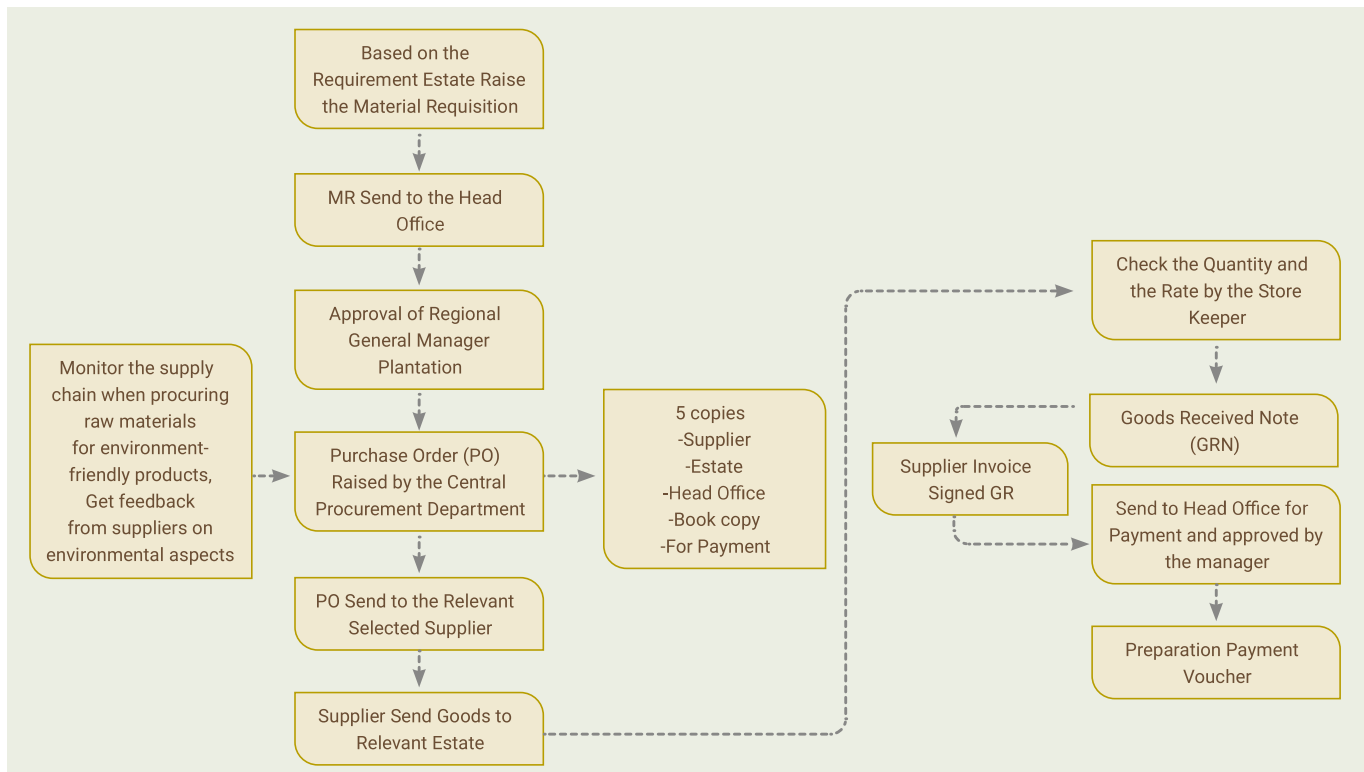 Based on the
Requirement Estate Raise
the Material Requisition
MR Send to the Head
Office
Approval of Regional
General Manager
Plantation
Monitor the supply
chain when procuring
raw materials
for environment-
friendly products,
Get feedback
from suppliers on
environmental aspects
Purchase Order (PO)
Raised by the Central
Procurement Department
5 copies
-Supplier
-Estate
-Head Office
-Book copy
-For Payment
PO Send to the Relevant
Selected Supplier
Supplier Send Goods to
Relevant Estate
Check the Quantity and
the Rate by the Store
Keeper
Goods Received Note
(GRN)
Supplier Invoice
Signed GR
Send to Head Office for
Payment and approved by
the manager
Preparation Payment
Voucher